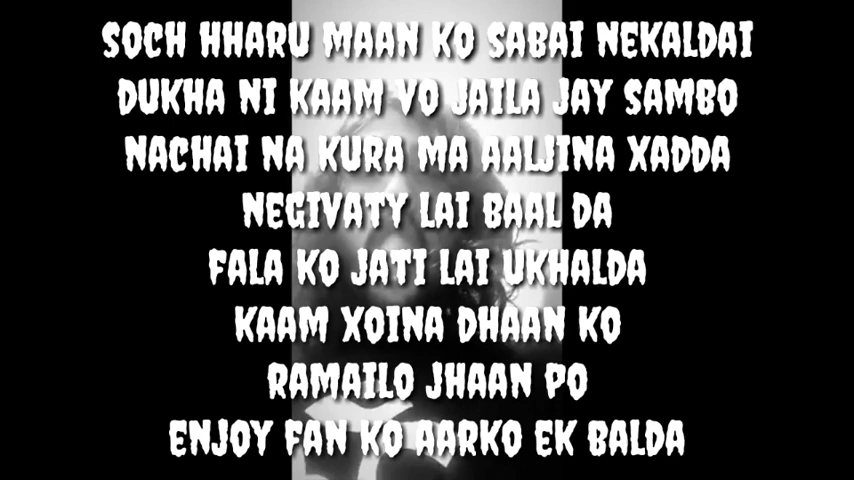 SOCH HHARU MAAN KO SABAI NEKALDAI
DUKHA NI KAAM VO JAILA JAY SAMBO
NACHAI NA KURA MA AALJINA XADDA
NEGIVATY LAI BAAL DA
FALA KO JATI LAI UKHALDA
KAAM XOINA DHAAN KO
RAMAILO JHAAN PO
ENJOY FAN KO AARKO EK BALDA